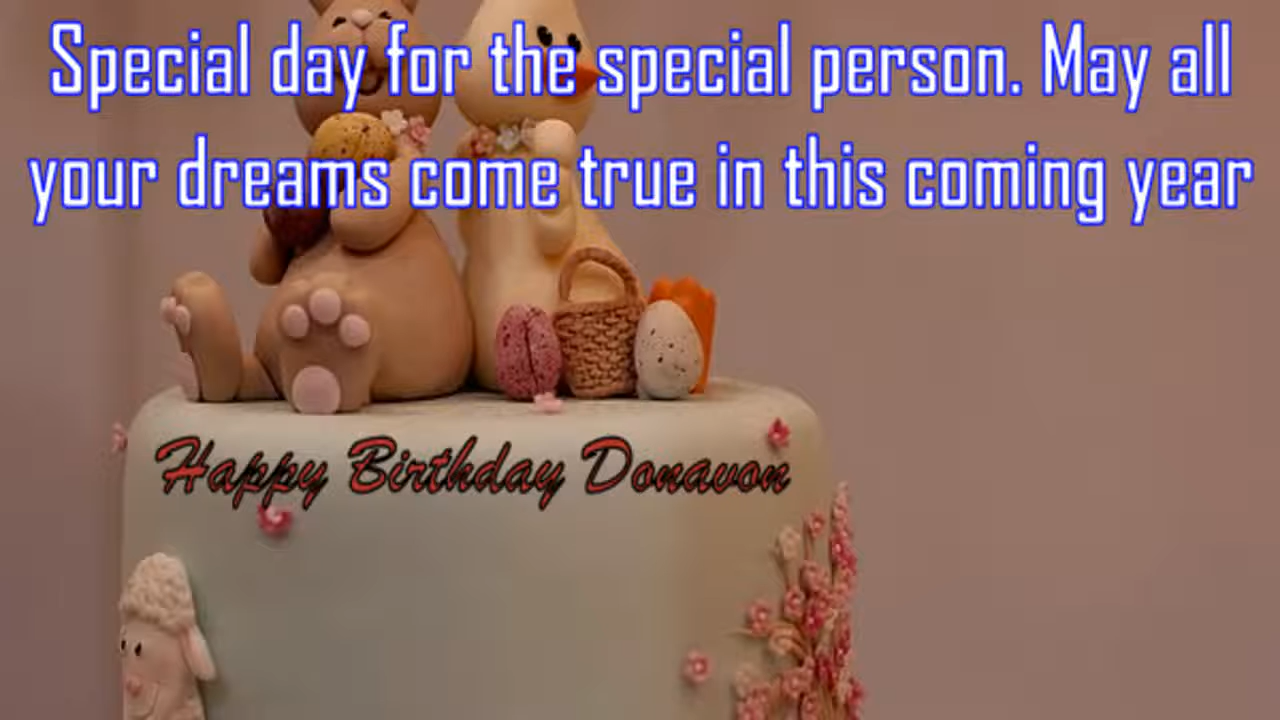 Special day for the special person. May all
your dreams come true in this coming year
Happy Birthday Donavon